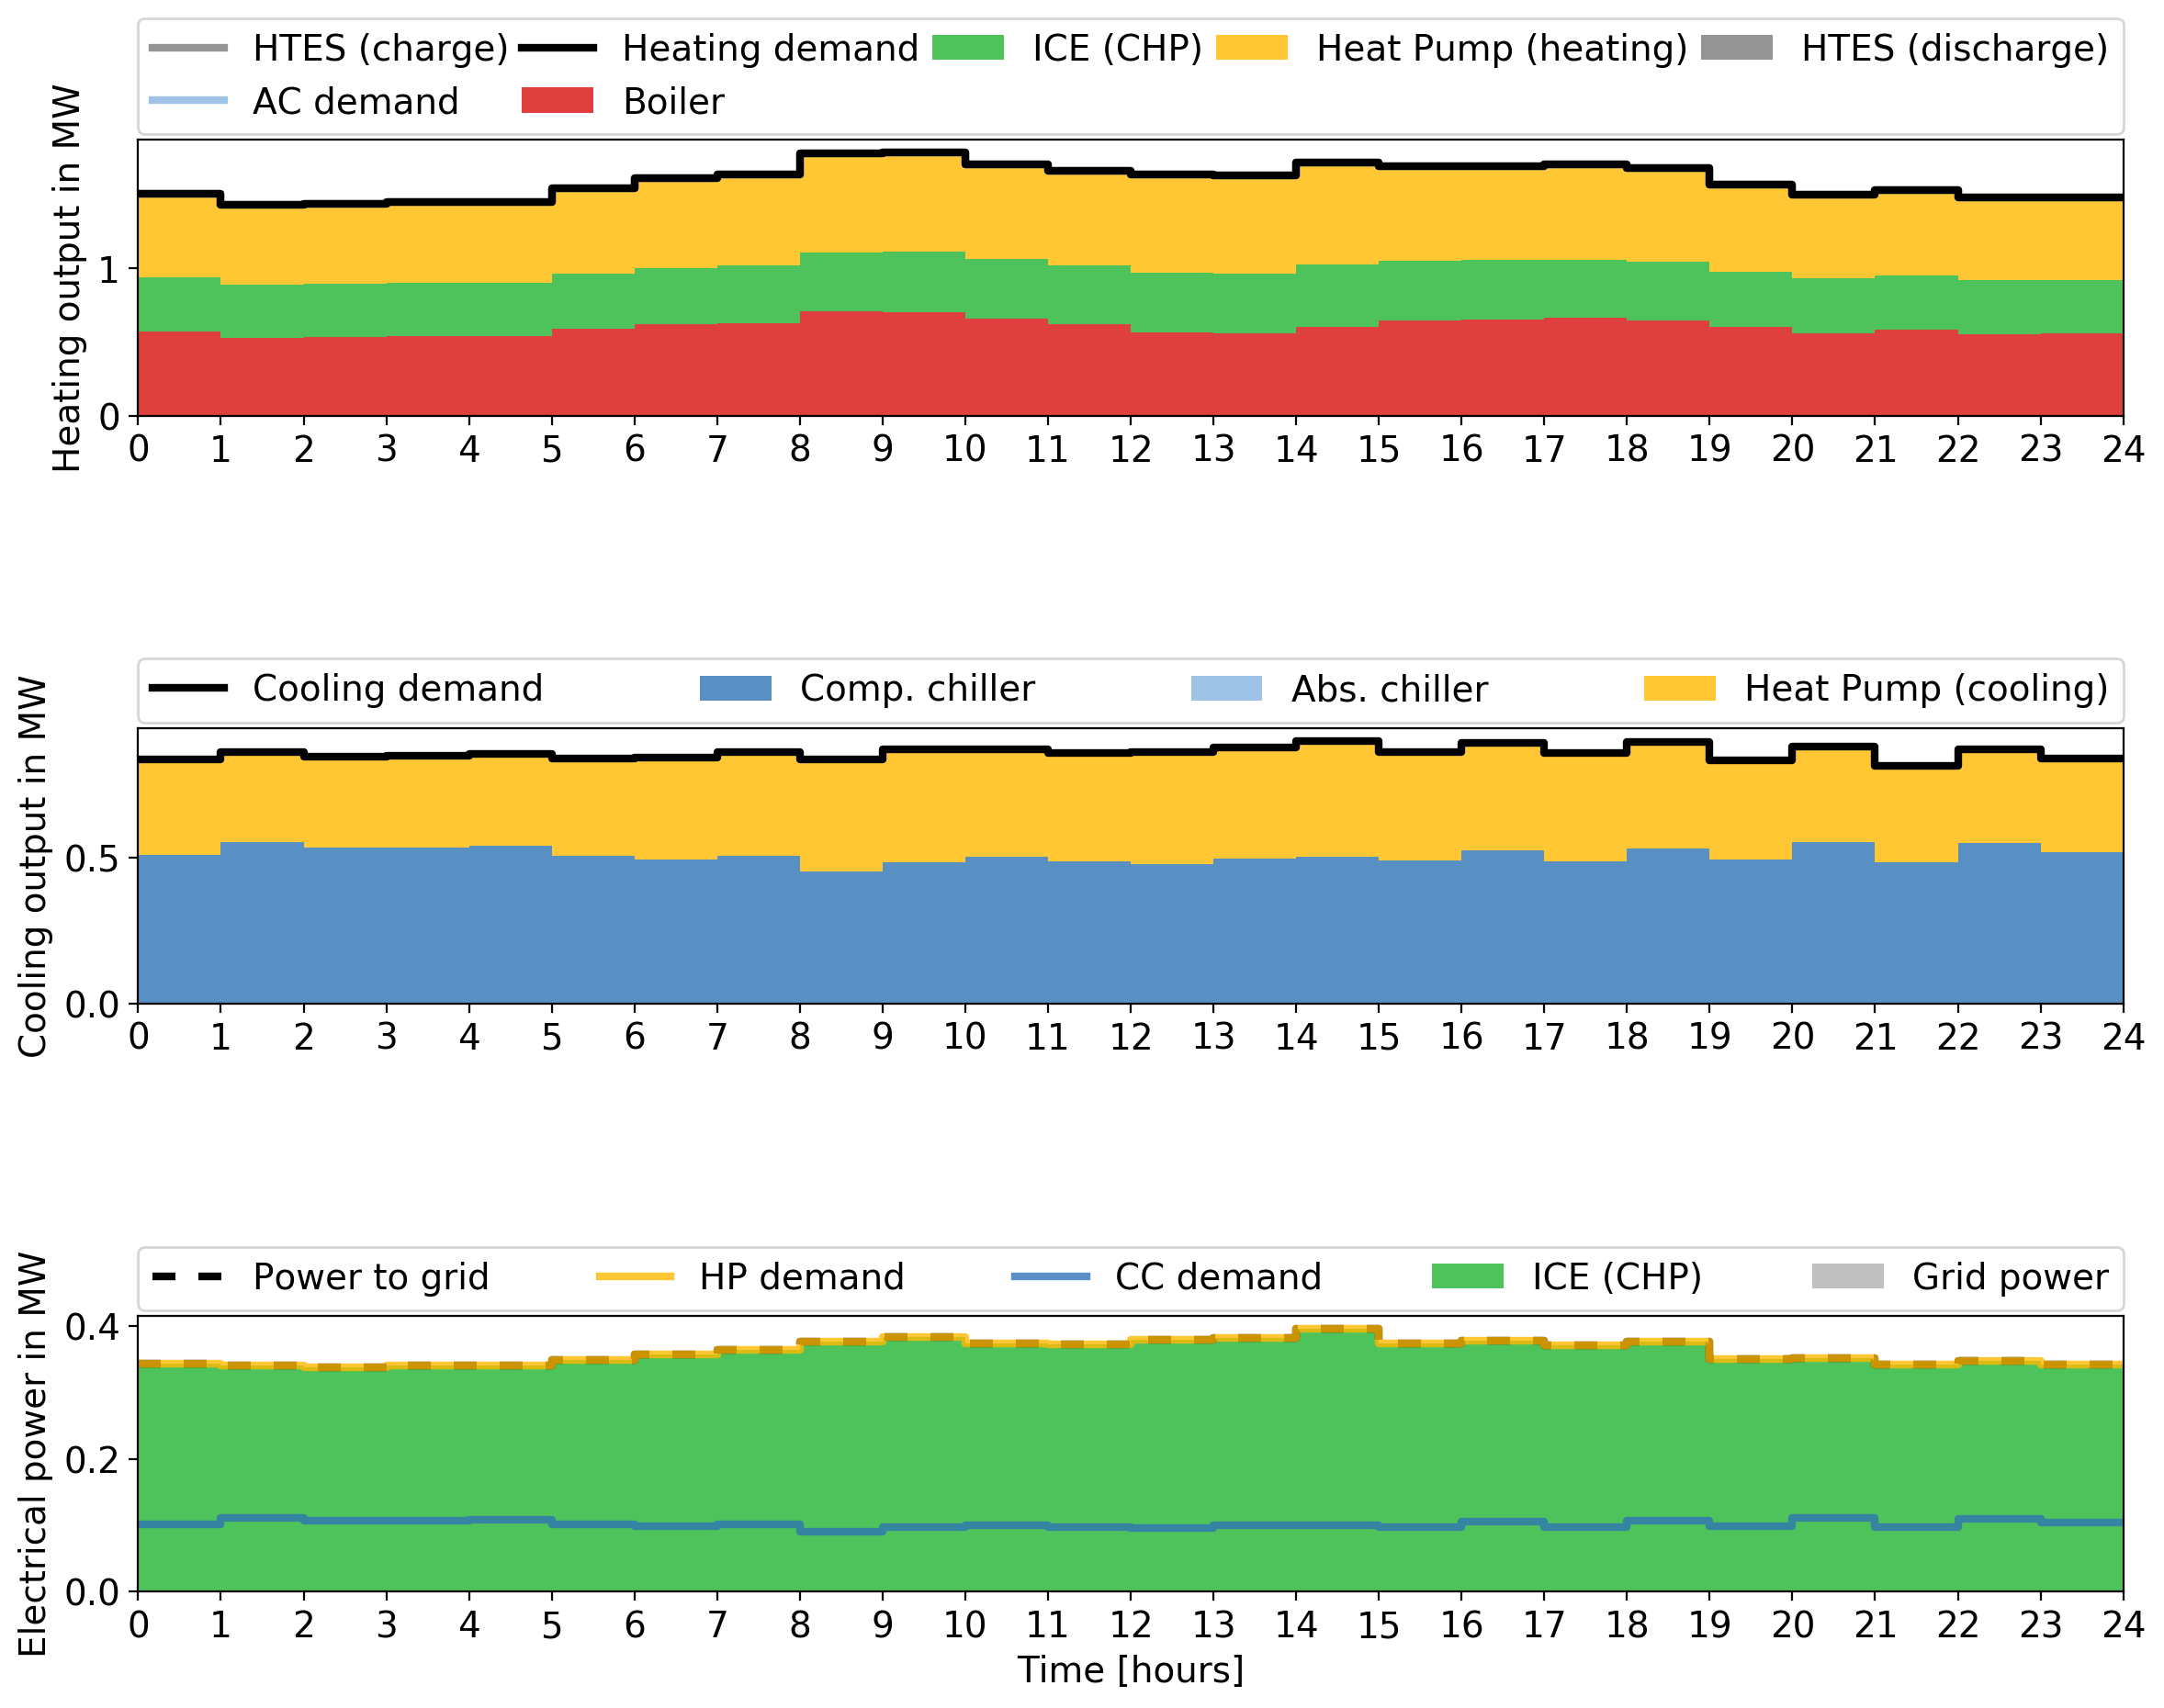 HTES (charge) Heating demand ICE (CHP) Heat Pump (heating) HTES (discharge)
AC demand Boiler
Heating output in MW
1
0
0 1 2 3 4 5 6 7 8 9 10 11 12 13 14 15 16 17 18 19 20 21 22 23 24
Cooling demand Comp. chiller Abs. chiller Heat Pump (cooling)
Cooling output in MW
0.5
0.0
0 1 2 3 4 5 6 7 8 9 10 11 12 13 14 15 16 17 18 19 20 21 22 23 24
Power to grid HP demand CC demand ICE (CHP) Grid power
Electrical power in MW
0.4
0.2
0.0
0 1 2 3 4 5 6 7 8 9 10 11 12 13 14 15 16 17 18 19 20 21 22 23 24
Time [hours]